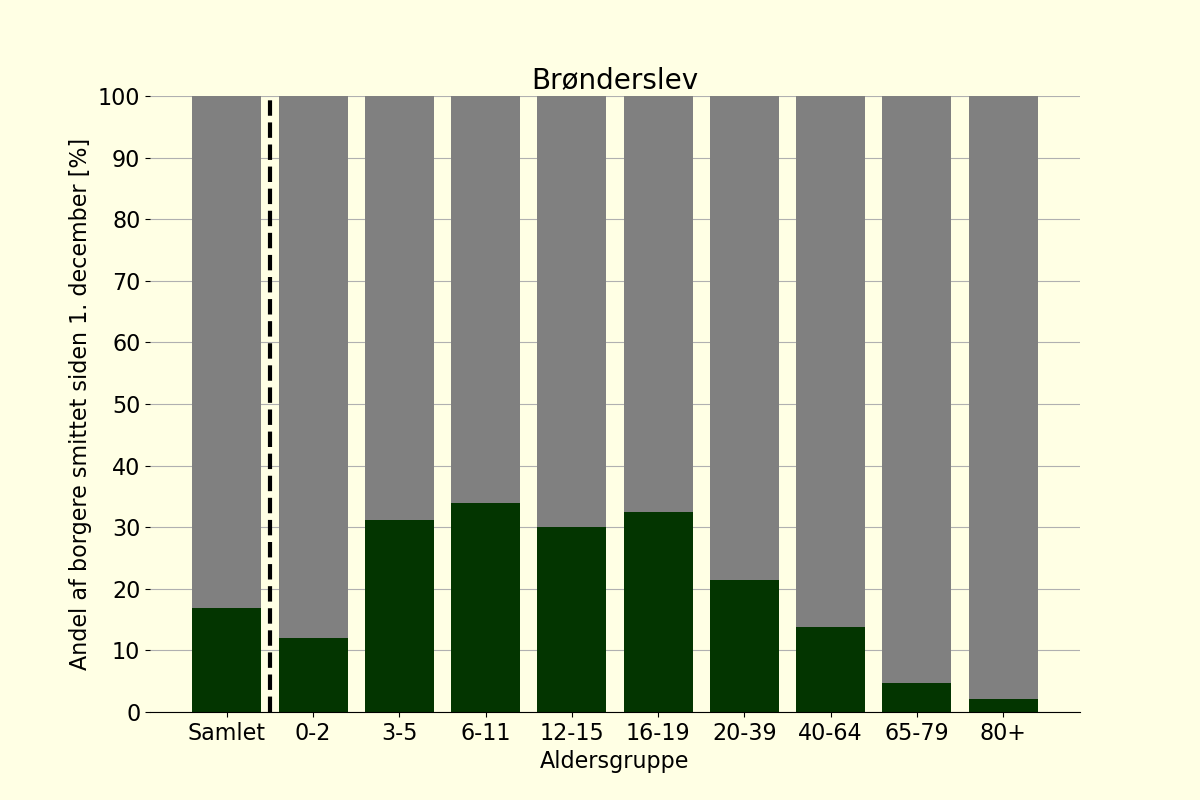 Brønderslev
Andel af borgere smittet siden 1. december [%]
100
90
80
70
60
50
40
30
20
10
0
Samlet 0-2 3-5 6-11 12-15 16-19 20-39 40-64 65-79 80+
Aldersgruppe